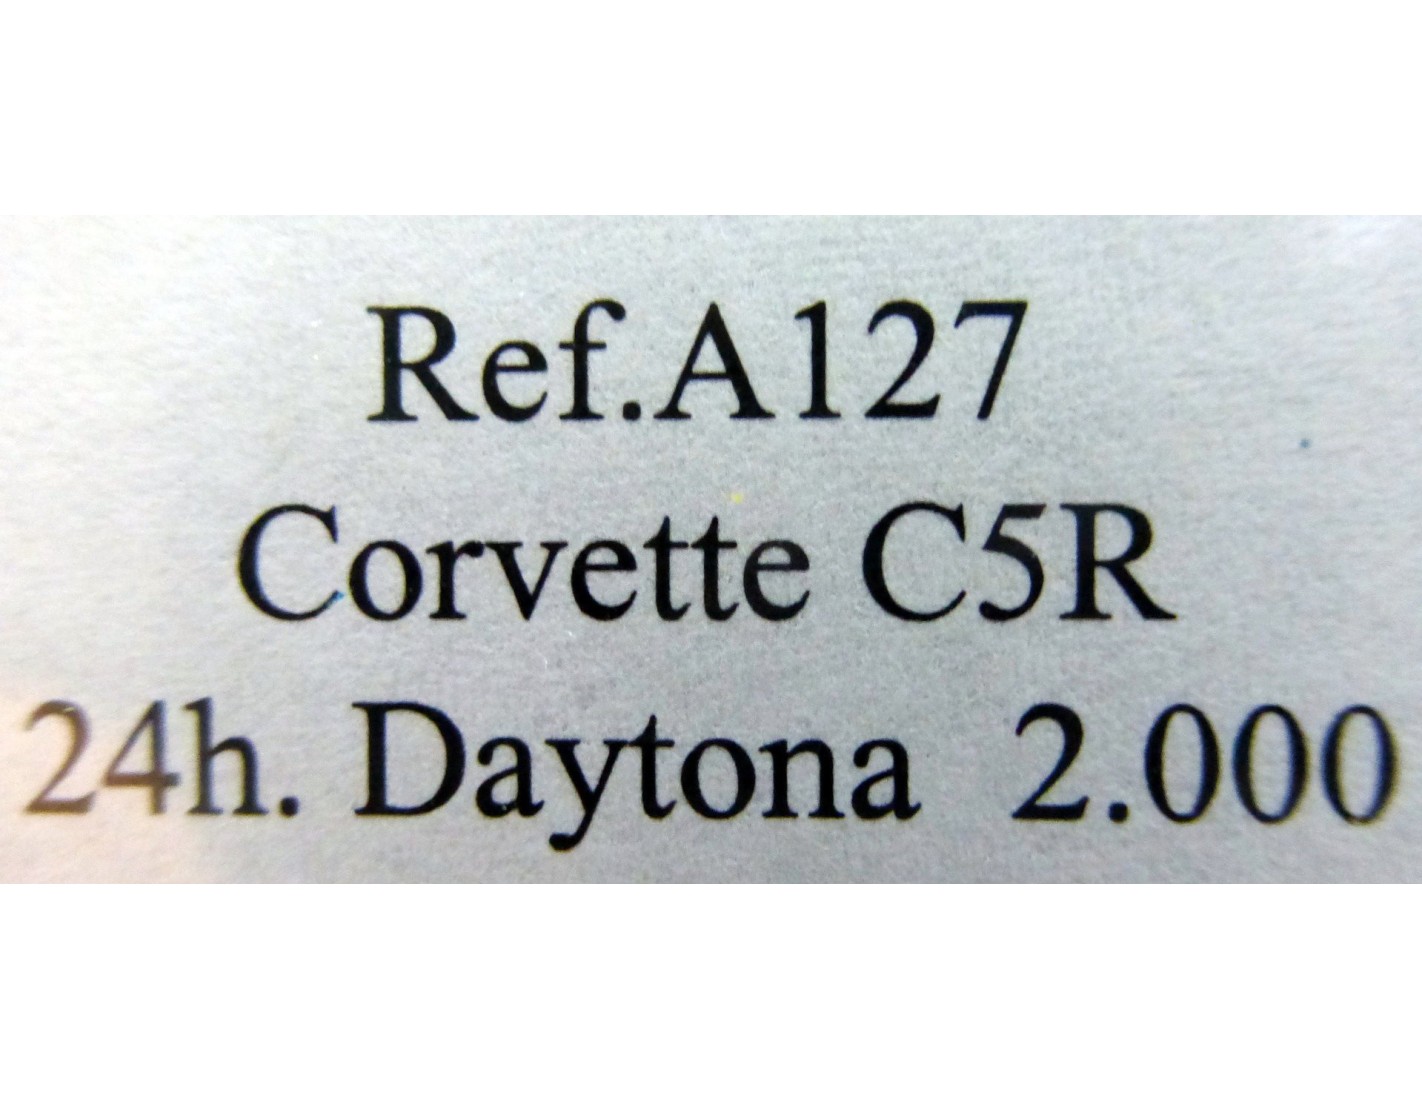 Ref.A127
Corvette C5R
24h. Daytona 2.000